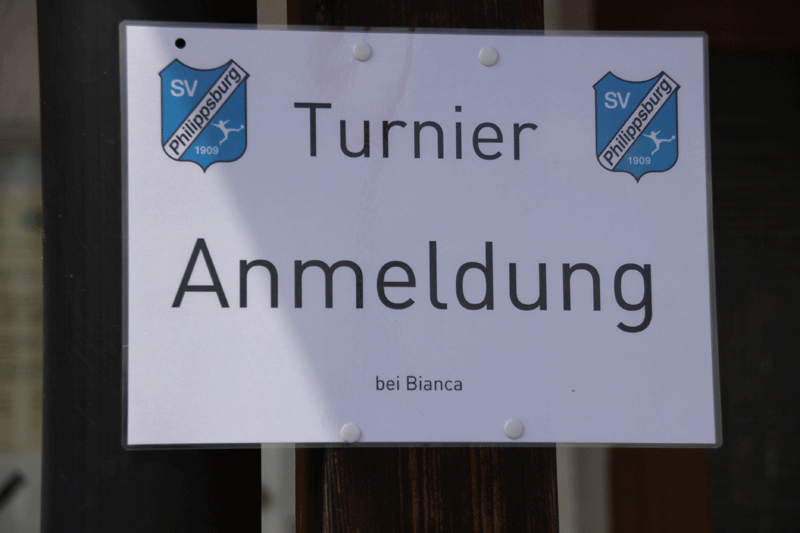 SV
Philippsburg
1909
Turnier
SV
Philippsburg
1909
Anmeldung
bei Bianca